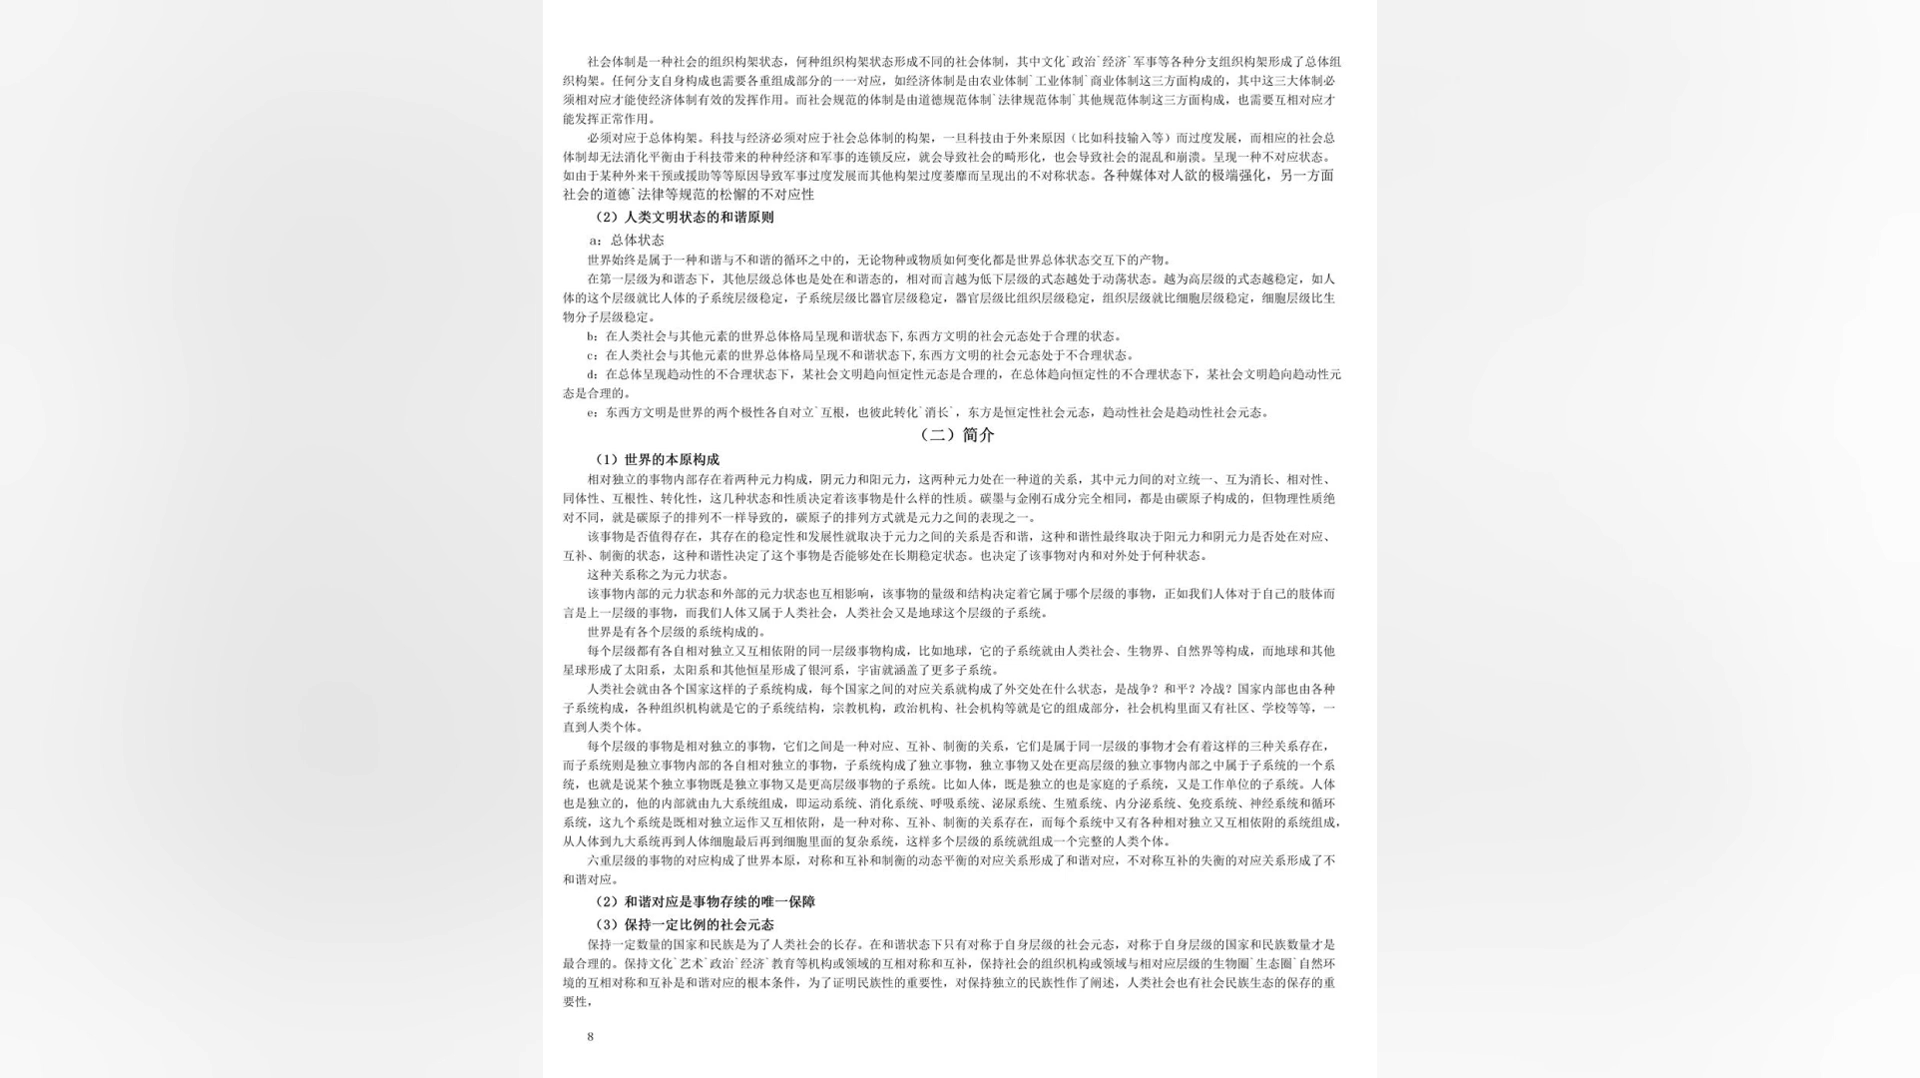 社会体制是一种社会的组织构架状态，何种组织构架状态形成不同的社会体制，其中文化`政治`经济`军事等各种分支组织构架形成了总体组
织构架。任何分支自身构成也需要各重组成部分的一一对应，如经济体制是由农业体制`工业体制`商业体制这三方面构成的，其中这三大体制必
须相对应才能使经济体制有效的发挥作用。而社会规范的体制是由道德规范体制`法律规范体制`其他规范体制这三方面构成，也需要互相对应才
能发挥正常作用。
必须对应于总体构架。科技与经济必须对应于社会总体制的构架，一旦科技由于外来原因（比如科技输入等）而过度发展，而相应的社会总
体制却无法消化平衡由于科技带来的种种经济和军事的连锁反应，就会导致社会的畸形化，也会导致社会的混乱和崩溃。呈现一种不对应状态。
如由于某种外来干预或援助等等原因导致军事过度发展而其他构架过度萎靡而呈现出的不对称状态。各种媒体对人欲的极端强化，另一方面
社会的道德`法律等规范的松懈的不对应性
（2）人类文明状态的和谐原则
a：总体状态
世界始终是属于一种和谐与不和谐的循环之中的，无论物种或物质如何变化都是世界总体状态交互下的产物。
在第一层级为和谐态下，其他层级总体也是处在和谐态的，相对而言越为低下层级的式态越处于动荡状态。越为高层级的式态越稳定，如人
体的这个层级就比人体的子系统层级稳定，子系统层级比器官层级稳定，器官层级比组织层级稳定，组织层级就比细胞层级稳定，细胞层级比生
物分子层级稳定。
b：在人类社会与其他元素的世界总体格局呈现和谐状态下,东西方文明的社会元态处于合理的状态。
c：在人类社会与其他元素的世界总体格局呈现不和谐状态下,东西方文明的社会元态处于不合理状态。
d：在总体呈现趋动性的不合理状态下，某社会文明趋向恒定性元态是合理的，在总体趋向恒定性的不合理状态下，某社会文明趋向趋动性元
态是合理的。
e：东西方文明是世界的两个极性各自对立`互根，也彼此转化`消长`，东方是恒定性社会元态，趋动性社会是趋动性社会元态。
（二）简介
（1）世界的本原构成
相对独立的事物内部存在着两种元力构成，阴元力和阳元力，这两种元力处在一种道的关系，其中元力间的对立统一、互为消长、相对性、
同体性、互根性、转化性，这几种状态和性质决定着该事物是什么样的性质。碳墨与金刚石成分完全相同，都是由碳原子构成的，但物理性质绝
对不同，就是碳原子的排列不一样导致的，碳原子的排列方式就是元力之间的表现之一。
该事物是否值得存在，其存在的稳定性和发展性就取决于元力之间的关系是否和谐，这种和谐性最终取决于阳元力和阴元力是否处在对应、
互补、制衡的状态，这种和谐性决定了这个事物是否能够处在长期稳定状态。也决定了该事物对内和对外处于何种状态。
这种关系称之为元力状态。
该事物内部的元力状态和外部的元力状态也互相影响，该事物的量级和结构决定着它属于哪个层级的事物，正如我们人体对于自己的肢体而
言是上一层级的事物，而我们人体又属于人类社会，人类社会又是地球这个层级的子系统。
世界是有各个层级的系统构成的。
每个层级都有各自相对独立又互相依附的同一层级事物构成，比如地球，它的子系统就由人类社会、生物界、自然界等构成，而地球和其他
星球形成了太阳系，太阳系和其他恒星形成了银河系，宇宙就涵盖了更多子系统。
人类社会就由各个国家这样的子系统构成，每个国家之间的对应关系就构成了外交处在什么状态，是战争？和平？冷战？国家内部也由各种
子系统构成，各种组织机构就是它的子系统结构，宗教机构，政治机构、社会机构等就是它的组成部分，社会机构里面又有社区、学校等等，一
直到人类个体。
每个层级的事物是相对独立的事物，它们之间是一种对应、互补、制衡的关系，它们是属于同一层级的事物才会有着这样的三种关系存在，
而子系统则是独立事物内部的各自相对独立的事物，子系统构成了独立事物，独立事物又处在更高层级的独立事物内部之中属于子系统的一个系
统，也就是说某个独立事物既是独立事物又是更高层级事物的子系统。比如人体，既是独立的也是家庭的子系统，又是工作单位的子系统。人体
也是独立的，他的内部就由九大系统组成，即运动系统、消化系统、呼吸系统、泌尿系统、生殖系统、内分泌系统、免疫系统、神经系统和循环
系统，这九个系统是既相对独立运作又互相依附，是一种对称、互补、制衡的关系存在，而每个系统中又有各种相对独立又互相依附的系统组成，
从人体到九大系统再到人体细胞最后再到细胞里面的复杂系统，这样多个层级的系统就组成一个完整的人类个体。
六重层级的事物的对应构成了世界本原，对称和互补和制衡的动态平衡的对应关系形成了和谐对应，不对称互补的失衡的对应关系形成了不
和谐对应。
（2）和谐对应是事物存续的唯一保障
（3）保持一定比例的社会元态
保持一定数量的国家和民族是为了人类社会的长存。在和谐状态下只有对称于自身层级的社会元态，对称于自身层级的国家和民族数量才是
最合理的。保持文化`艺术`政治`经济`教育等机构或领域的互相对称和互补，保持社会的组织机构或领域与相对应层级的生物圈`生态圈`自然环
境的互相对称和互补是和谐对应的根本条件，为了证明民族性的重要性，对保持独立的民族性作了阐述，人类社会也有社会民族生态的保存的重
要性，
8